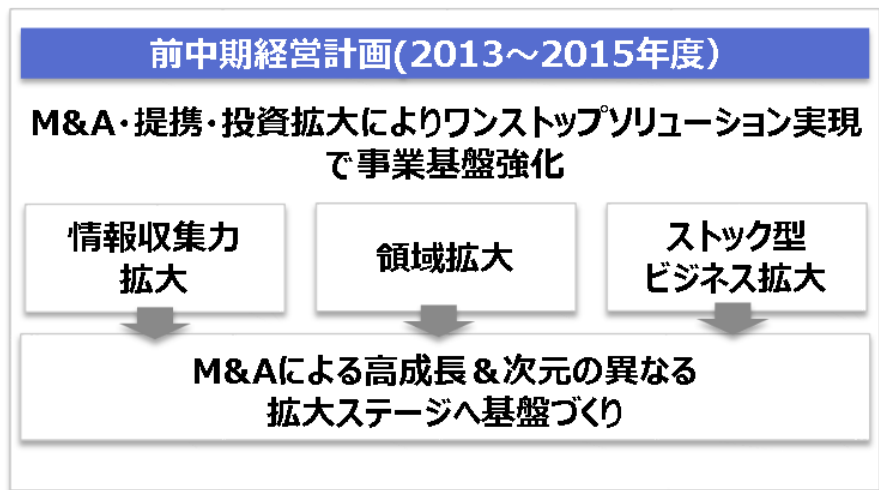 前中期経営計画(2013～2015年度）
M&A・提携・投資拡大によりワンストップソリューション実現
で事業基盤強化
情報収集力
拡大
領域拡大
ストック型
ビジネス拡大
M&Aによる高成長＆次元の異なる
拡大ステージへ基盤づくり